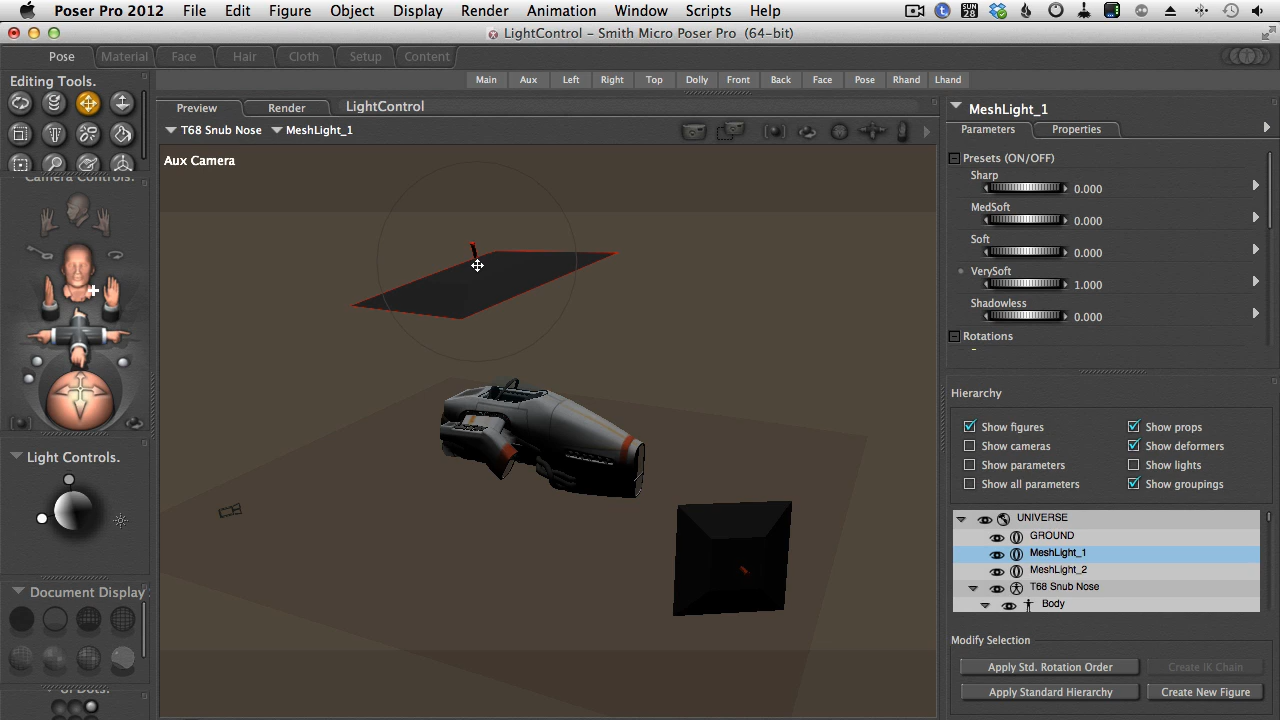 Poser Pro 2012 File Edit Figure Object Display Render Animation Window Scripts Help
SUN 28
LightControl - Smith Micro Poser Pro (64-bit)
Pose Material Face Hair Cloth Setup Content
Editing Tools.
Main Aux Left Right Top Dolly Front Back Face Pose Rhand Lhand
Preview Render LightControl
T68 Snub Nose MeshLight_1
Aux Camera
Camera Controls.
Light Controls.
Document Display
UI Dots.
MeshLight_1
Parameters Properties
Presets (ON/OFF)
Sharp
0.000
MedSoft
0.000
Soft
0.000
VerySoft
1.000
Shadowless
0.000
Rotations
Hierarchy
Show figures Show props
Show cameras Show deformers
Show parameters Show lights
Show all parameters Show groupings
UNIVERSE
GROUND
MeshLight_1
MeshLight_2
T68 Snub Nose
Body
Modify Selection
Apply Std. Rotation Order Create IK Chain
Apply Standard Hierarchy Create New Figure